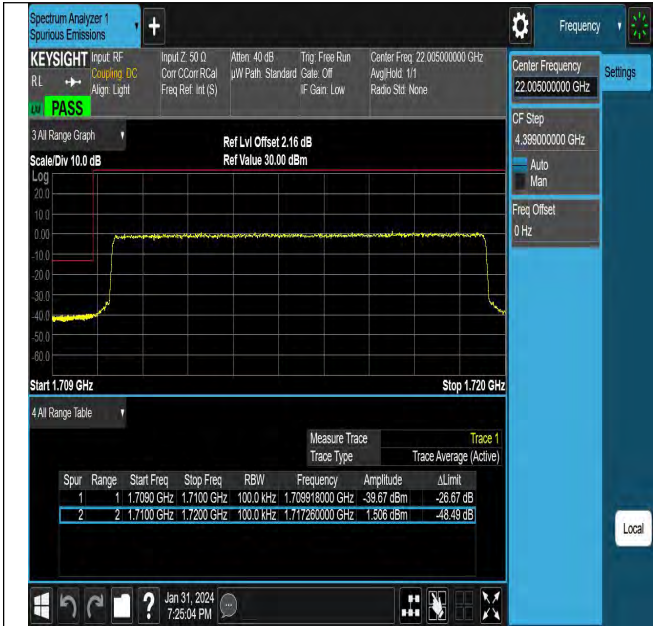 Spectrum Analyzer 1
Spurious Emissions
Frequency
KEYSIGHT
RL
Input: RF
Coupling: DC
Align: Light
Input Z: 50 Ω
Corr CCorr RCal
Freq Ref: Int (S)
Atten: 40 dB
µW Path: Standard
Trig: Free Run
Gate: Off
IF Gain: Low
Center Freq: 22.005000000 GHz
Avg|Hold: 1/1
Radio Std: None
LM PASS
Center Frequency
22.005000000 GHz
Settings
CF Step
4.399000000 GHz
Auto
Man
Freq Offset
0 Hz
3 All Range Graph
Scale/Div 10.0 dB
Ref Lvl Offset 2.16 dB
Ref Value 30.00 dBm
Log
20.0
10.0
0.00
-10.0
-20.0
-30.0
-40.0
-50.0
-60.0
Start 1.709 GHz Stop 1.720 GHz
4 All Range Table
Measure Trace Trace 1
Trace Type Trace Average (Active)
Spur Range Start Freq Stop Freq RBW Frequency Amplitude ΔLimit
1 1 1.7090 GHz 1.7100 GHz 100.0 kHz 1.709918000 GHz -39.67 dBm -26.67 dB
2 2 1.7100 GHz 1.7200 GHz 100.0 kHz 1.717260000 GHz 1.506 dBm -48.49 dB
Local
?
Jan 31, 2024
7:25:04 PM